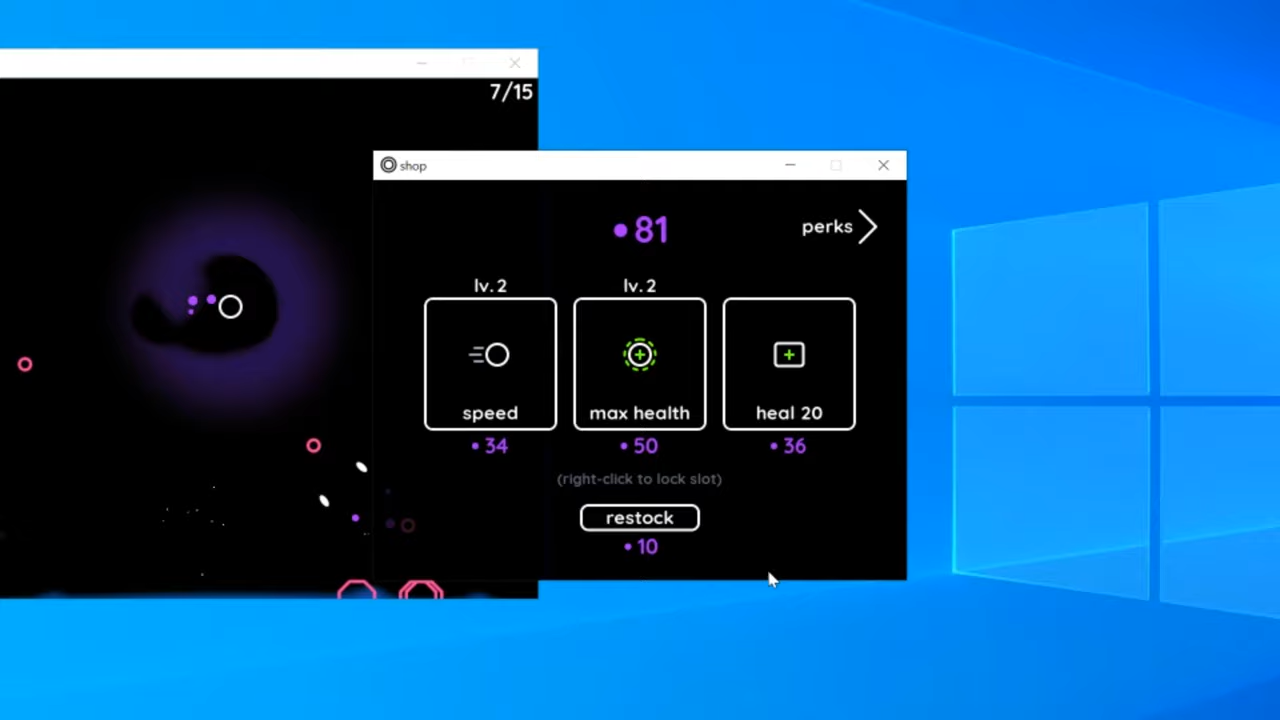 7/15
shop
81
perks
lv. 2
lv. 2
speed
max health
heal 20
34
50
36
(right-click to lock slot)
restock
10